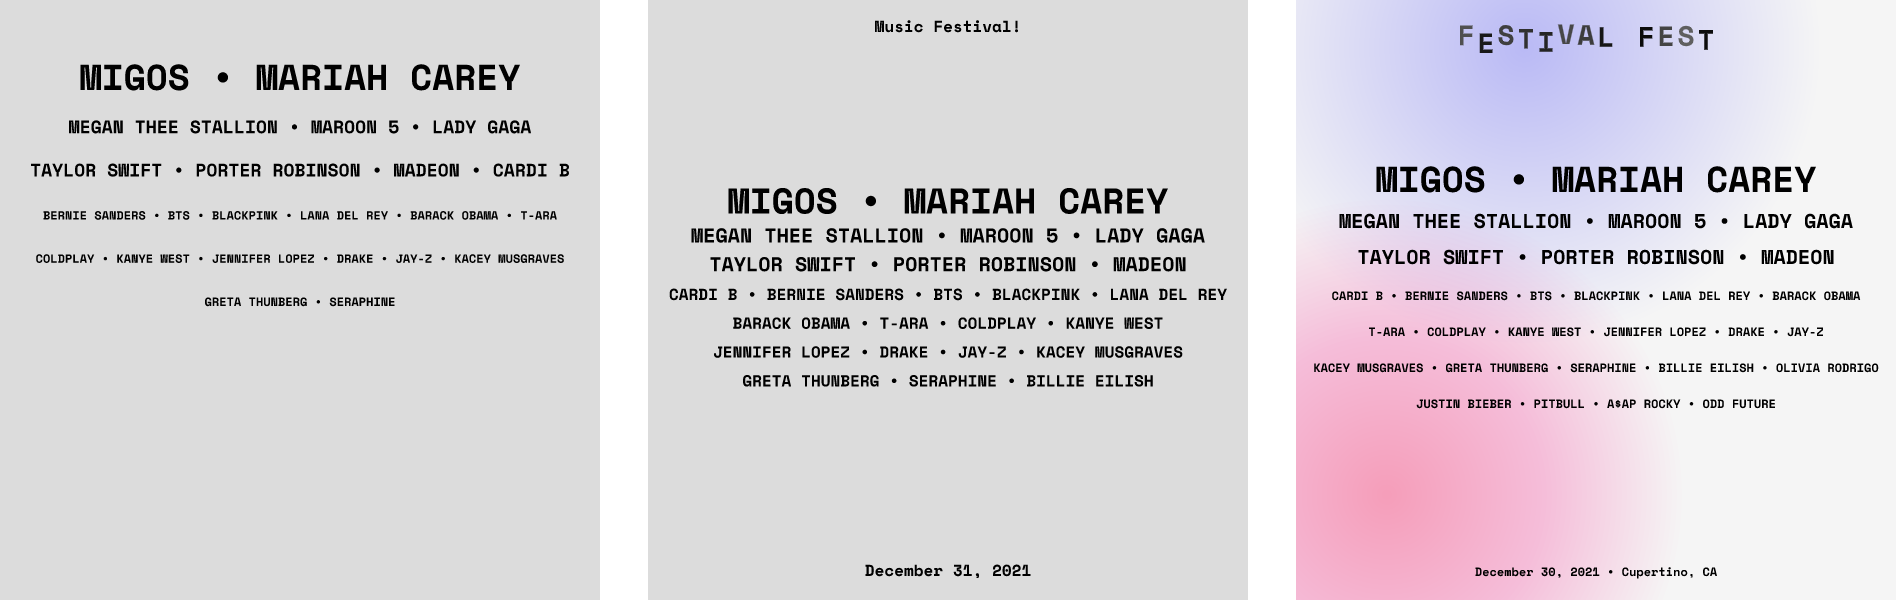 MIGOS • MARIAH CAREY
MEGAN THEE STALLION • MAROON 5 • LADY GAGA
TAYLOR SWIFT • PORTER ROBINSON • MADEON • CARDI B
BERNIE SANDERS • BTS • BLACKPINK • LANA DEL REY • BARACK OBAMA • T-ARA
COLDPLAY • KANYE WEST • JENNIFER LOPEZ • DRAKE • JAY-Z • KACEY MUSGRAVES
GRETA THUNBERG • SERAPHINE
Music Festival!
MIGOS • MARIAH CAREY
MEGAN THEE STALLION • MAROON 5 • LADY GAGA
TAYLOR SWIFT • PORTER ROBINSON • MADEON
CARDI B • BERNIE SANDERS • BTS • BLACKPINK • LANA DEL REY
BARACK OBAMA • T-ARA • COLDPLAY • KANYE WEST
JENNIFER LOPEZ • DRAKE • JAY-Z • KACEY MUSGRAVES
GRETA THUNBERG • SERAPHINE • BILLIE EILISH
December 31, 2021
FESTIVAL FEST
MIGOS • MARIAH CAREY
MEGAN THEE STALLION • MAROON 5 • LADY GAGA
TAYLOR SWIFT • PORTER ROBINSON • MADEON
CARDI B • BERNIE SANDERS • BTS • BLACKPINK • LANA DEL REY • BARACK OBAMA
T-ARA • COLDPLAY • KANYE WEST • JENNIFER LOPEZ • DRAKE • JAY-Z
KACEY MUSGRAVES • GRETA THUNBERG • SERAPHINE • BILLIE EILISH • OLIVIA RODRIGO
JUSTIN BIEBER • PITBULL • A$AP ROCKY • ODD FUTURE
December 30, 2021 • Cupertino, CA